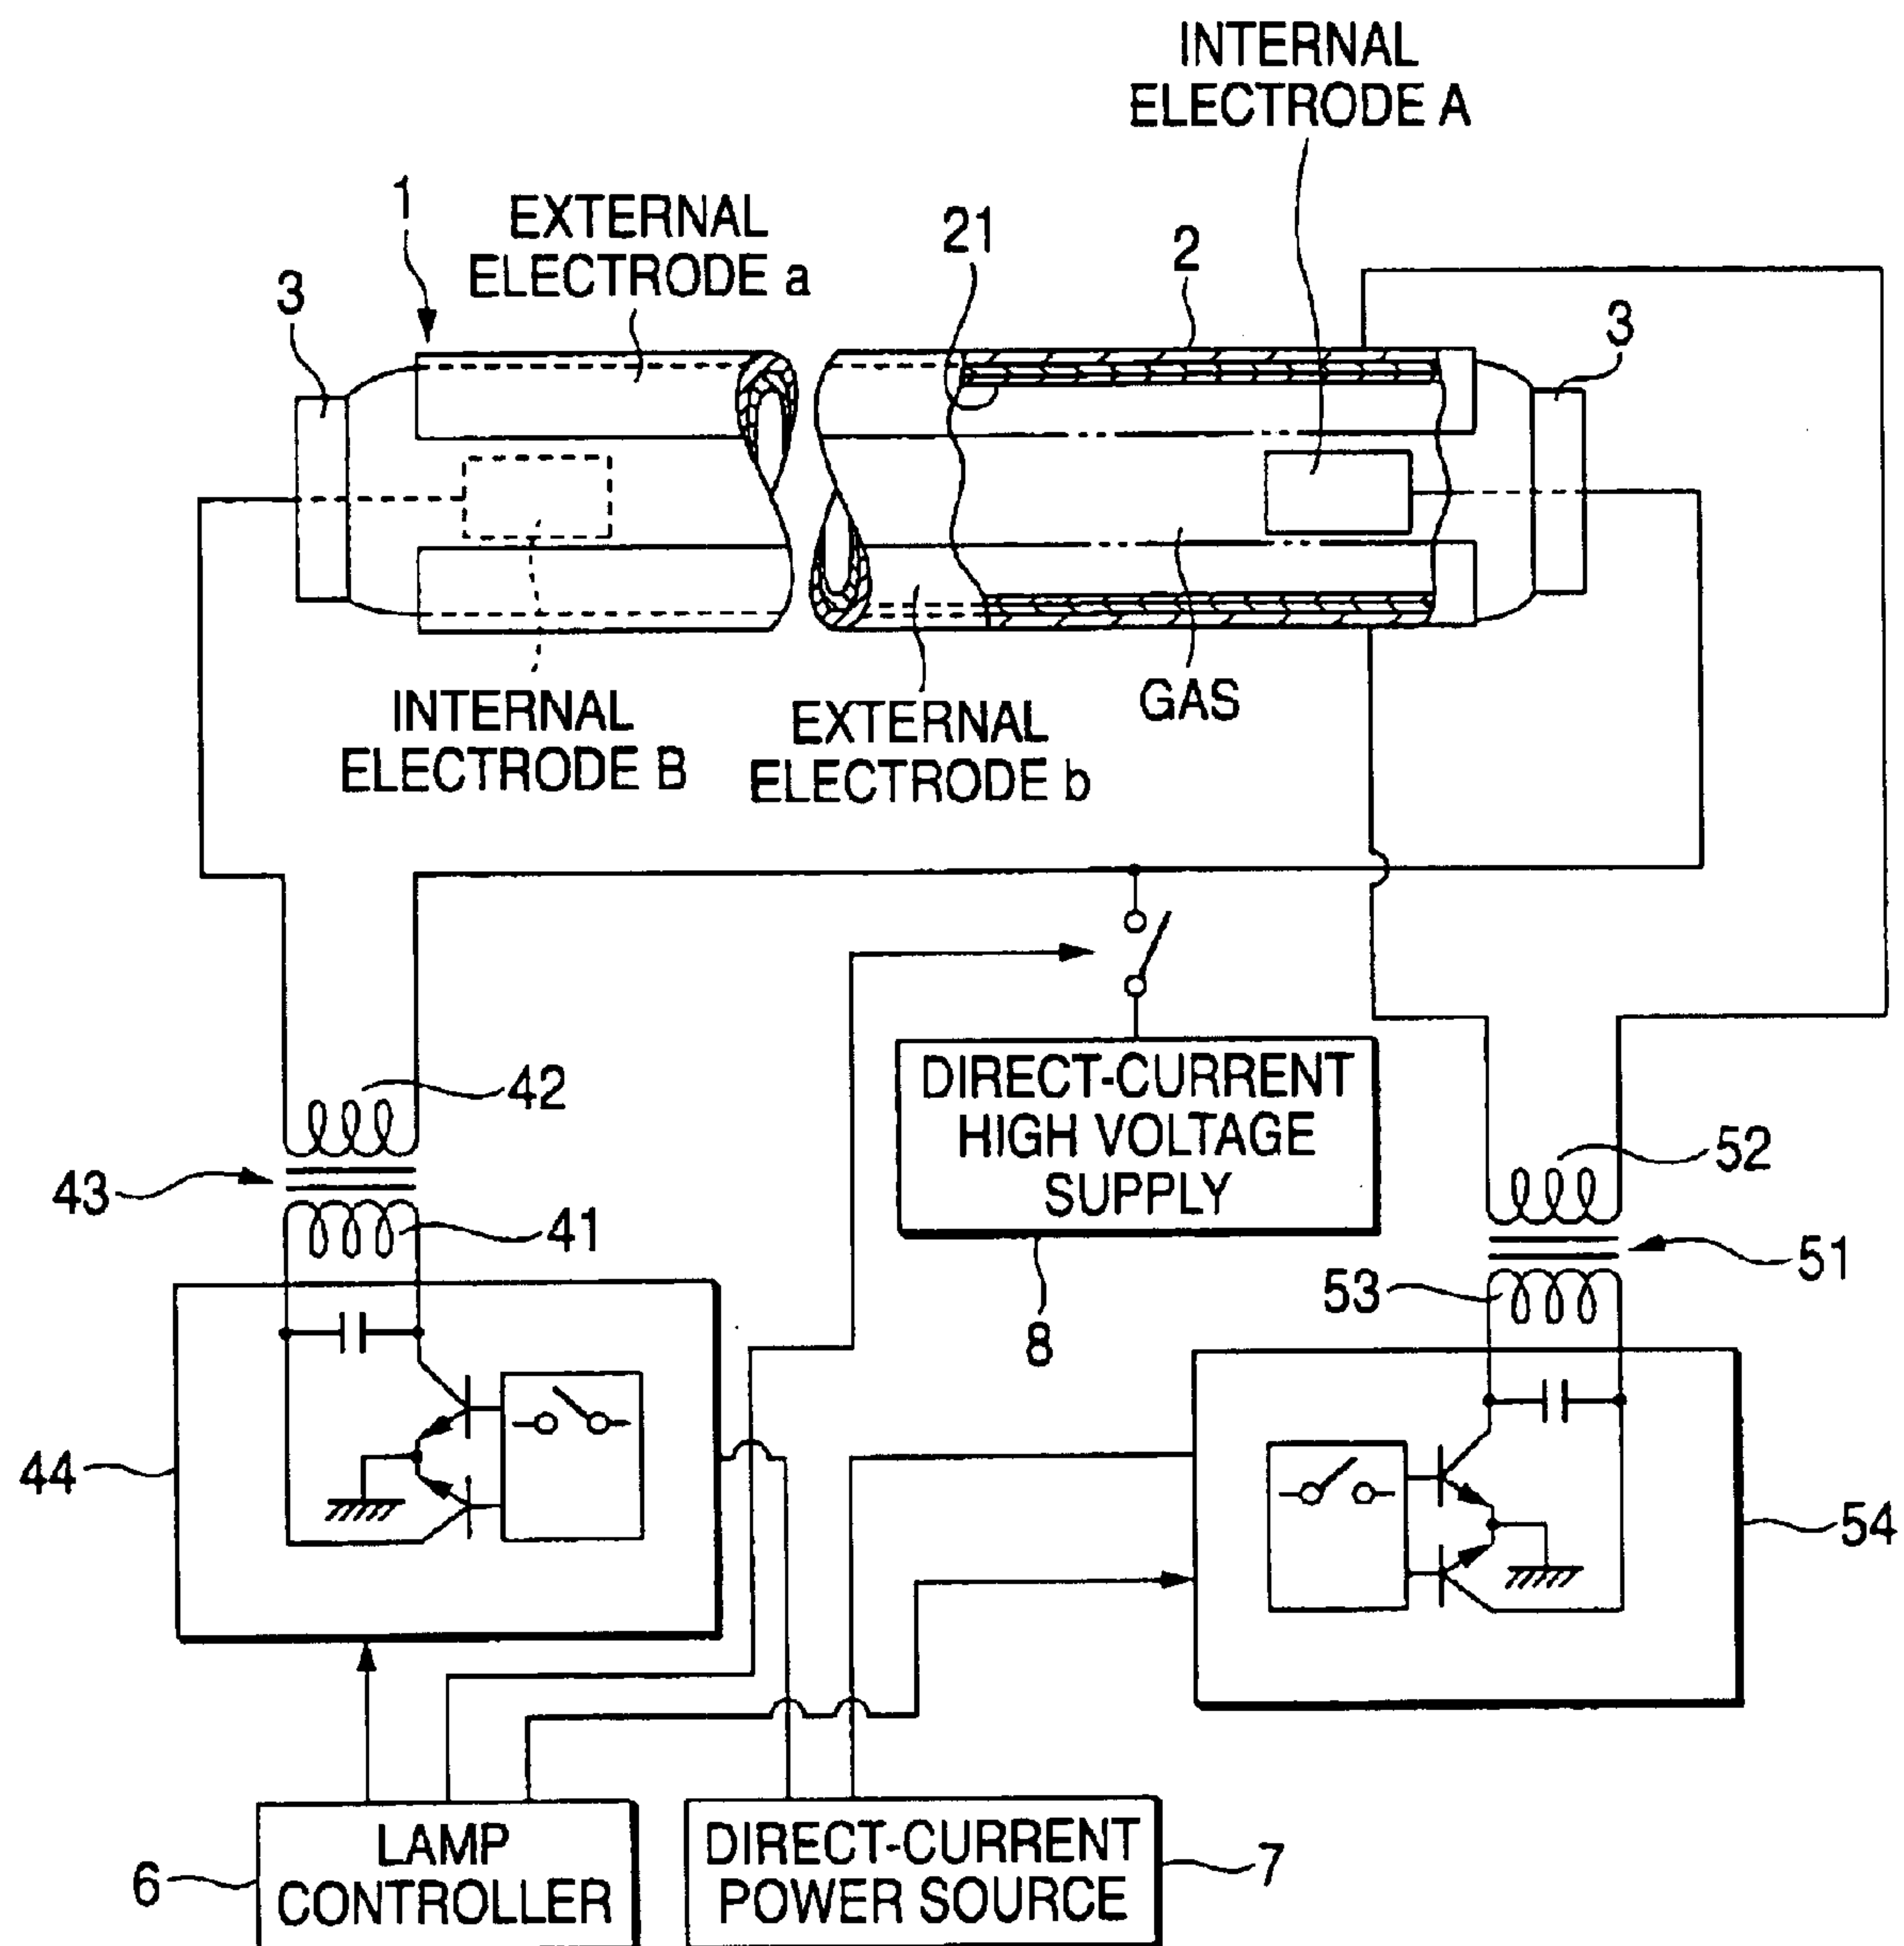 INTERNAL
ELECTRODE A
1
EXTERNAL
ELECTRODE a
21
2
3
3
INTERNAL
ELECTRODE B
EXTERNAL
ELECTRODE b
GAS
42
43
41
DIRECT-CURRENT
HIGH VOLTAGE
SUPPLY
8
52
51
53
44
54
6
LAMP
CONTROLLER
DIRECT-CURRENT
POWER SOURCE
7